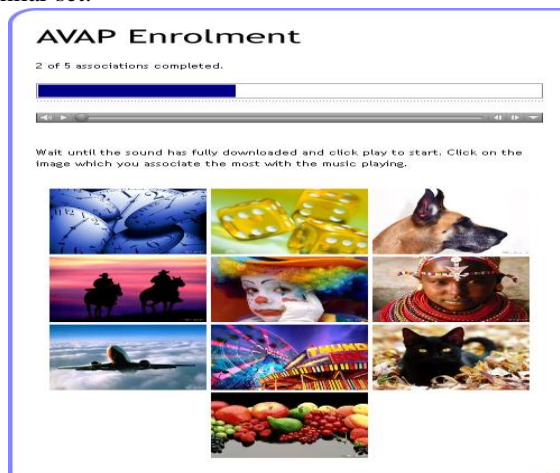 AVAP Enrolment
2 of 5 associations completed.
Wait until the sound has fully downloaded and click play to start. Click on the
image which you associate the most with the music playing.
THUND